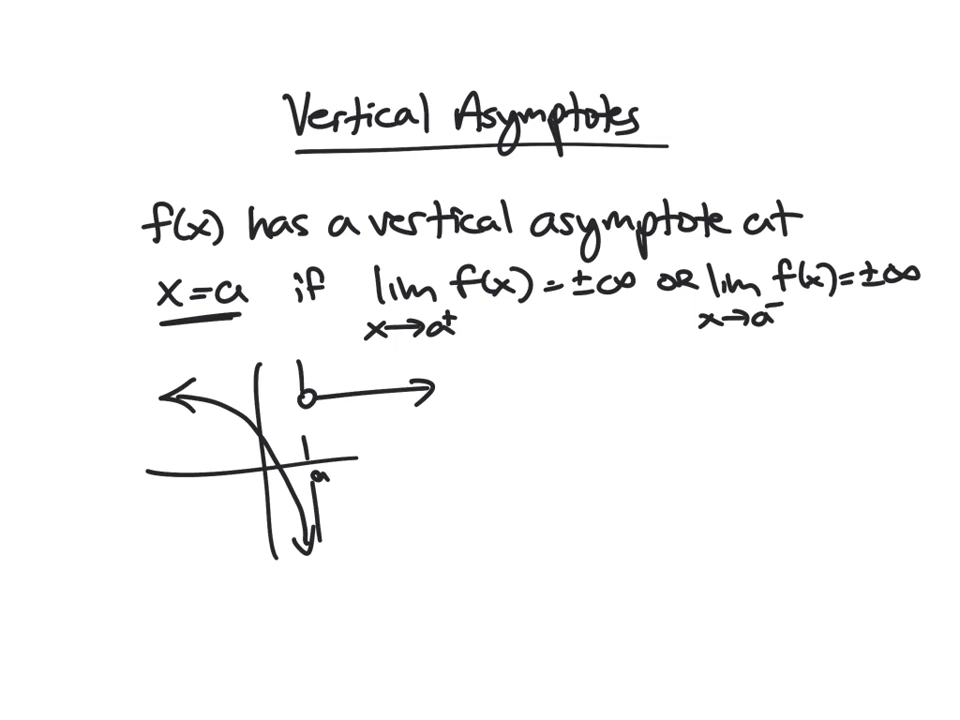 Vertical Asymptotes
f(x) has a vertical asymptote at
x=a if lim f(x)=±∞ OR lim f(x)=±∞
x→a⁺ x→a⁻
a